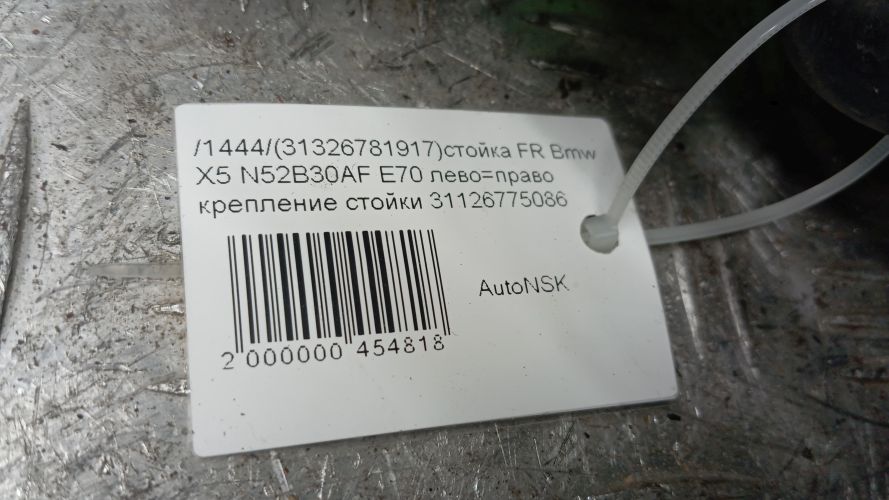 /1444/(31326781917)стойка FR Bmw
X5 N52B30AF E70 лево=право
крепление стойки 31126775086
AutoNSK
2 000000 454818